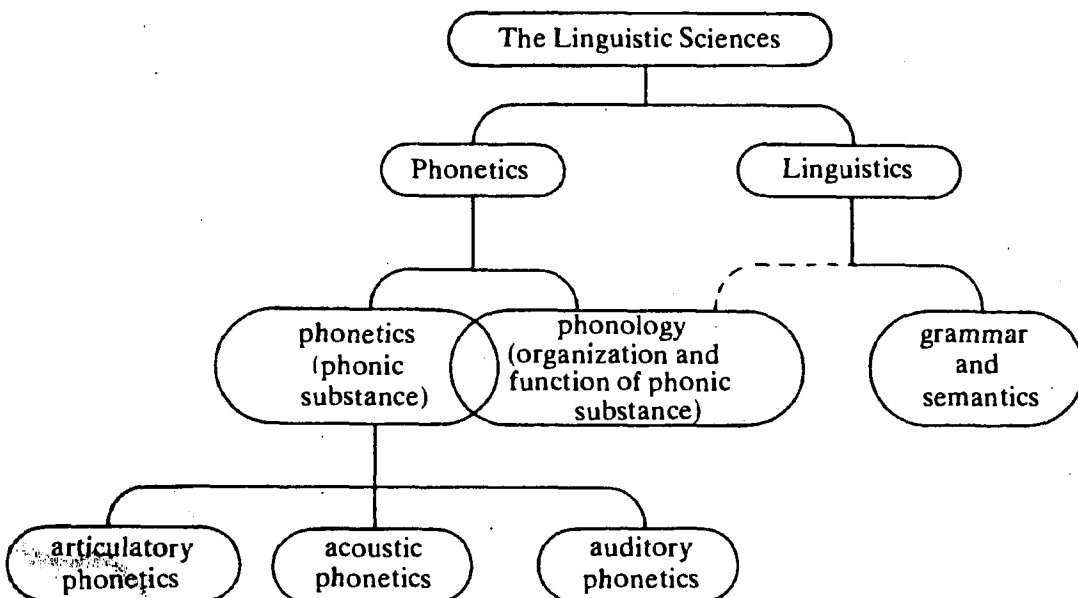 The Linguistic Sciences
Phonetics
Linguistics
phonetics
(phonic
substance)
phonology
(organization and
function of phonic
substance)
grammar
and
semantics
articulatory
phonetics
acoustic
phonetics
auditory
phonetics